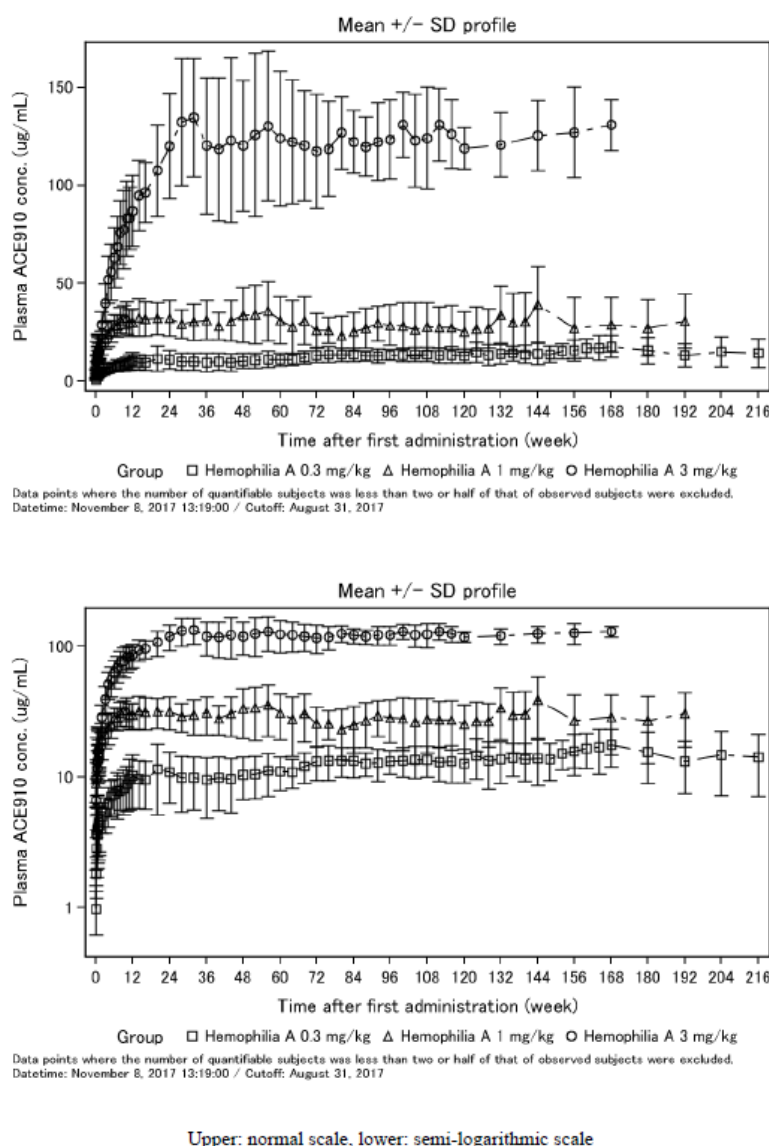 Mean +/- SD profile
150
100
50
0
Plasma ACE910 conc. (ug/mL)
0 12 24 36 48 60 72 84 96 108 120 132 144 156 168 180 192 204 216
Time after first administration (week)
Group □ Hemophilia A 0.3 mg/kg △ Hemophilia A 1 mg/kg ○ Hemophilia A 3 mg/kg
Data points where the number of quantifiable subjects was less than two or half of that of observed subjects were excluded.
Datetime: November 8, 2017 13:19:00 / Cutoff: August 31, 2017
Mean +/- SD profile
100
10
1
Plasma ACE910 conc. (ug/mL)
0 12 24 36 48 60 72 84 96 108 120 132 144 156 168 180 192 204 216
Time after first administration (week)
Group □ Hemophilia A 0.3 mg/kg △ Hemophilia A 1 mg/kg ○ Hemophilia A 3 mg/kg
Data points where the number of quantifiable subjects was less than two or half of that of observed subjects were excluded.
Datetime: November 8, 2017 13:19:00 / Cutoff: August 31, 2017
Upper: normal scale, lower: semi-logarithmic scale